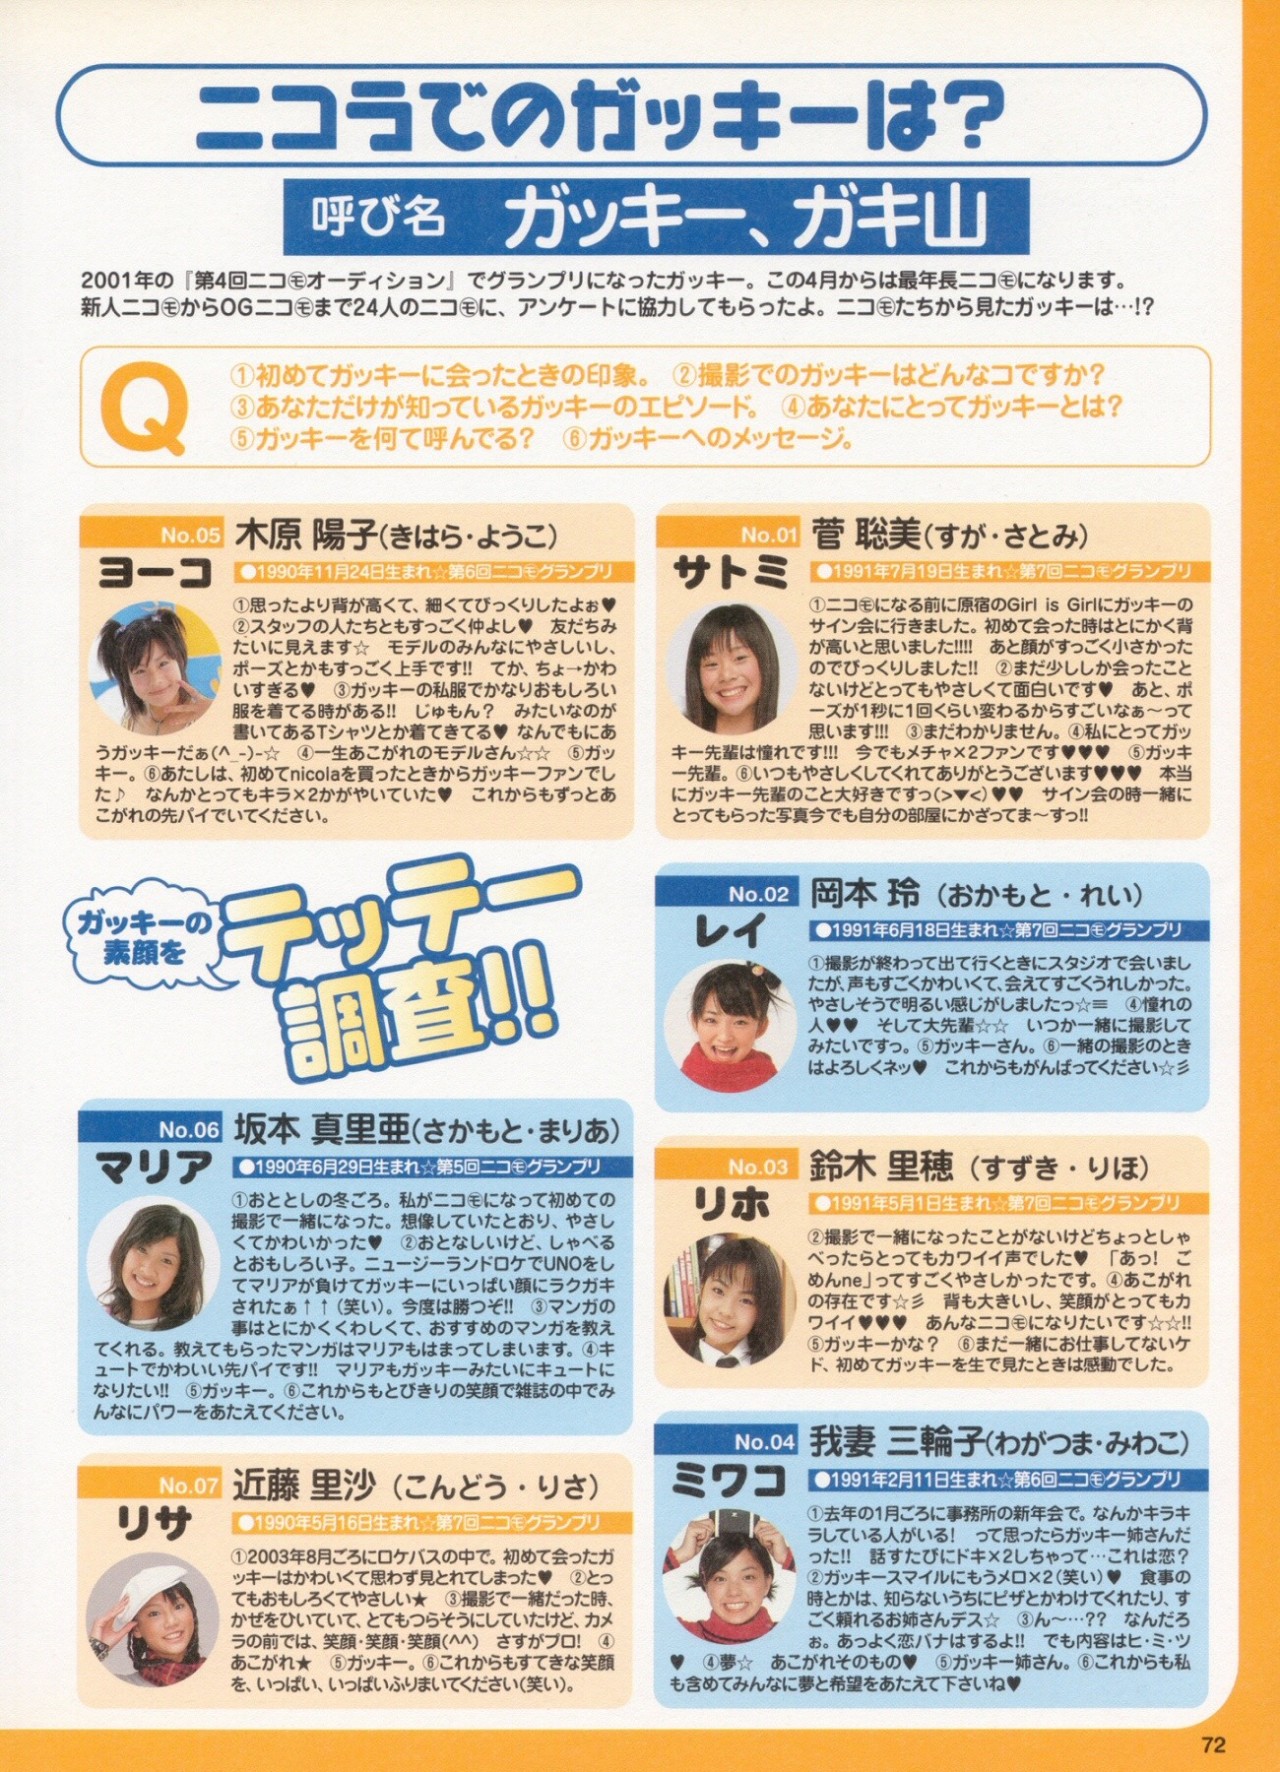 ニコラでのガッキーは?
呼び名 ガッキー、ガキ山
2001年の『第4回ニコ㋲オーディション』でグランプリになったガッキー。この4月からは最年長ニコ㋲になります。
新人ニコ㋲からOGニコ㋲まで24人のニコ㋲に、アンケートに協力してもらったよ。ニコ㋲たちから見たガッキーは…!?
Q
①初めてガッキーに会ったときの印象。 ②撮影でのガッキーはどんなコですか?
③あなただけが知っているガッキーのエピソード。 ④あなたにとってガッキーとは?
⑤ガッキーを何て呼んでる? ⑥ガッキーへのメッセージ。
No.01 菅 聡美(すが・さとみ)
サトミ ●1991年7月19日生まれ☆第7回ニコ㋲グランプリ
①ニコ㋲になる前に原宿のGirl is Girlにガッキーの
サイン会に行きました。初めて会った時はとにかく背
が高いと思いました!!!! あと顔がすっごく小さかった
のでびっくりしました!! ②まだ少ししか会ったこと
ないけどとってもやさしくて面白いです♥ あと、ポ
ーズが1秒に1回くらい変わるからすごいなぁ〜って
思います!!! ③まだわかりません。④私にとってガッ
キー先輩は憧れです!!! 今でもメチャ×2ファンです♥♥♥ ⑤ガッキ
ー先輩。⑥いつもやさしくしてくれてありがとうございます♥♥♥ 本当
にガッキー先輩のこと大好きですっ(>▼<)♥♥ サイン会の時一緒に
とってもらった写真今でも自分の部屋にかざってま〜すっ!!
No.02 岡本 玲 (おかもと・れい)
レイ ●1991年6月18日生まれ☆第7回ニコ㋲グランプリ
①撮影が終わって出て行くときにスタジオで会いまし
たが、声もすごくかわいくて、会えてすごくうれしかった。
やさしそうで明るい感じがしましたっ☆≡ ④憧れの
人♥♥ そして大先輩☆☆ いつか一緒に撮影して
みたいですっ。⑤ガッキーさん。⑥一緒の撮影のとき
はよろしくネッ♥ これからもがんばってください☆彡
No.03 鈴木 里穂 (すずき・りほ)
リホ ●1991年5月1日生まれ☆第7回ニコ㋲グランプリ
②撮影で一緒になったことがないけどちょっとしゃ
べったらとってもカワイイ声でした♥ 「あっ! ご
めんne」ってすごくやさしかったです。④あこがれ
の存在です☆彡 背も大きいし、笑顔がとってもカ
ワイイ♥♥♥ あんなニコ㋲になりたいです☆☆!!
⑤ガッキーかな? ⑥まだ一緒にお仕事してないケ
ド、初めてガッキーを生で見たときは感動でした。
No.04 我妻 三輪子(わがつま・みわこ)
ミワコ ●1991年2月11日生まれ☆第6回ニコ㋲グランプリ
①去年の1月ごろに事務所の新年会で。なんかキラキ
ラしている人がいる! って思ったらガッキー姉さんだ
った!! 話すたびにドキ×2しちゃって…これは恋?
②ガッキースマイルにもうメロ×2(笑い)♥ 食事の
時とかは、知らないうちにピザとかわけてくれたり、す
ごく頼れるお姉さんデス☆ ③ん〜…?? なんだろ
ぉ。あっよく恋バナはするよ!! でも内容はヒ・ミ・ツ
♥ ④夢☆ あこがれそのもの♥ ⑤ガッキー姉さん。⑥これからも私
も含めてみんなに夢と希望をあたえて下さいね♥
No.05 木原 陽子(きはら・ようこ)
ヨーコ ●1990年11月24日生まれ☆第6回ニコ㋲グランプリ
①思ったより背が高くて、細くてびっくりしたよぉ♥
②スタッフの人たちともすっごく仲よし♥ 友だちみ
たいに見えます☆ モデルのみんなにやさしいし、
ポーズとかもすっごく上手です!! てか、ちょ→かわ
いすぎる♥ ③ガッキーの私服でかなりおもしろい
服を着てる時がある!! じゅもん? みたいなのが
書いてあるTシャツとか着てきてる♥ なんでもにあ
うガッキーだぁ(^_-)-☆ ④一生あこがれのモデルさん☆☆ ⑤ガッ
キー。⑥あたしは、初めてnicolaを買ったときからガッキーファンでし
た♪ なんかとってもキラ×2かがやいていた♥ これからもずっとあ
こがれの先パイでいてください。
ガッキーの
素顔を
テッテー
調査!!
No.06 坂本 真里亜(さかもと・まりあ)
マリア ●1990年6月29日生まれ☆第5回ニコ㋲グランプリ
①おととしの冬ごろ。私がニコ㋲になって初めての
撮影で一緒になった。想像していたとおり、やさし
くてかわいかった♥ ②おとなしいけど、しゃべる
とおもしろい子。ニュージーランドロケでUNOをし
てマリアが負けてガッキーにいっぱい顔にラクガキ
されたぁ↑↑(笑い)。今度は勝つぞ!! ③マンガの
事はとにかくくわしくて、おすすめのマンガを教え
てくれる。教えてもらったマンガはマリアもはまってしまいます。④キ
ュートでかわいい先パイです!! マリアもガッキーみたいにキュートに
なりたい!! ⑤ガッキー。⑥これからもとびきりの笑顔で雑誌の中でみ
んなにパワーをあたえてください。
No.07 近藤 里沙 (こんどう・りさ)
リサ ●1990年5月16日生まれ☆第7回ニコ㋲グランプリ
①2003年8月ごろにロケバスの中で。初めて会ったガ
ッキーはかわいくて思わず見とれてしまった♥ ②とっ
てもおもしろくてやさしい★ ③撮影で一緒だった時、
かぜをひいていて、とてもつらそうにしていたけど、カメ
ラの前では、笑顔・笑顔・笑顔(^^) さすがプロ! ④
あこがれ★ ⑤ガッキー。⑥これからもすてきな笑顔
を、いっぱい、いっぱいふりまいてください(笑い)。
72